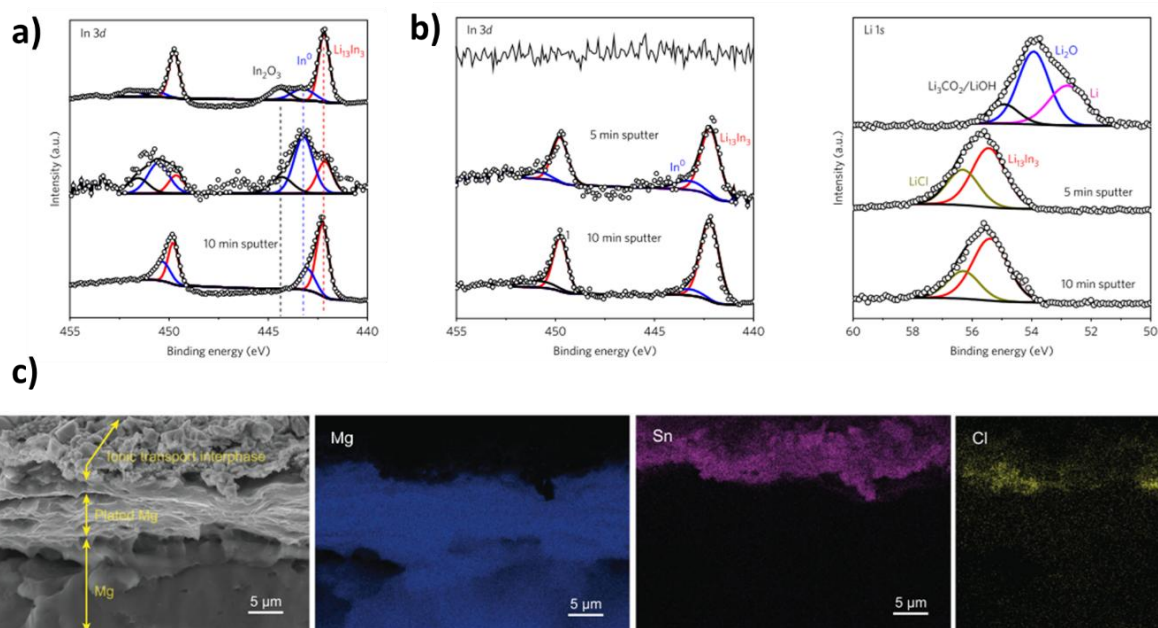 a)
In 3d
In₂O₃
In⁰
Li₁₃In₃
10 min sputter
Intensity (a.u.)
455 450 445 440
Binding energy (eV)
b)
In 3d
5 min sputter
In⁰
Li₁₃In₃
10 min sputter
1
Intensity (a.u.)
455 450 445 440
Binding energy (eV)
Li 1s
Li₂O
Li₃CO₂/LiOH
Li
Li₁₃In₃
LiCl
5 min sputter
10 min sputter
Intensity (a.u.)
60 58 56 54 52 50
Binding energy (eV)
c)
Ionic transport interphase
Plated Mg
Mg
5 µm
Mg
5 µm
Sn
5 µm
Cl